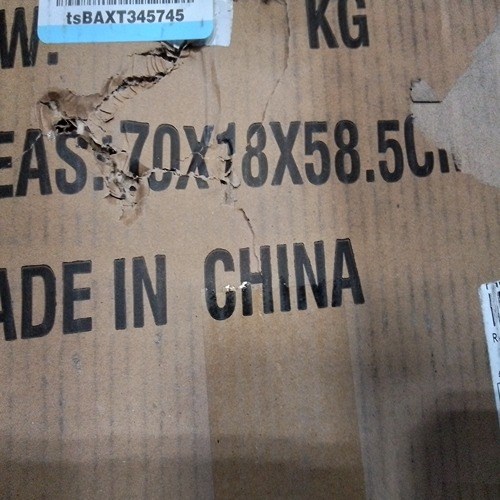 tsBAXT345745
W. KG
EAS: 70X18X58.5C
ADE IN CHINA